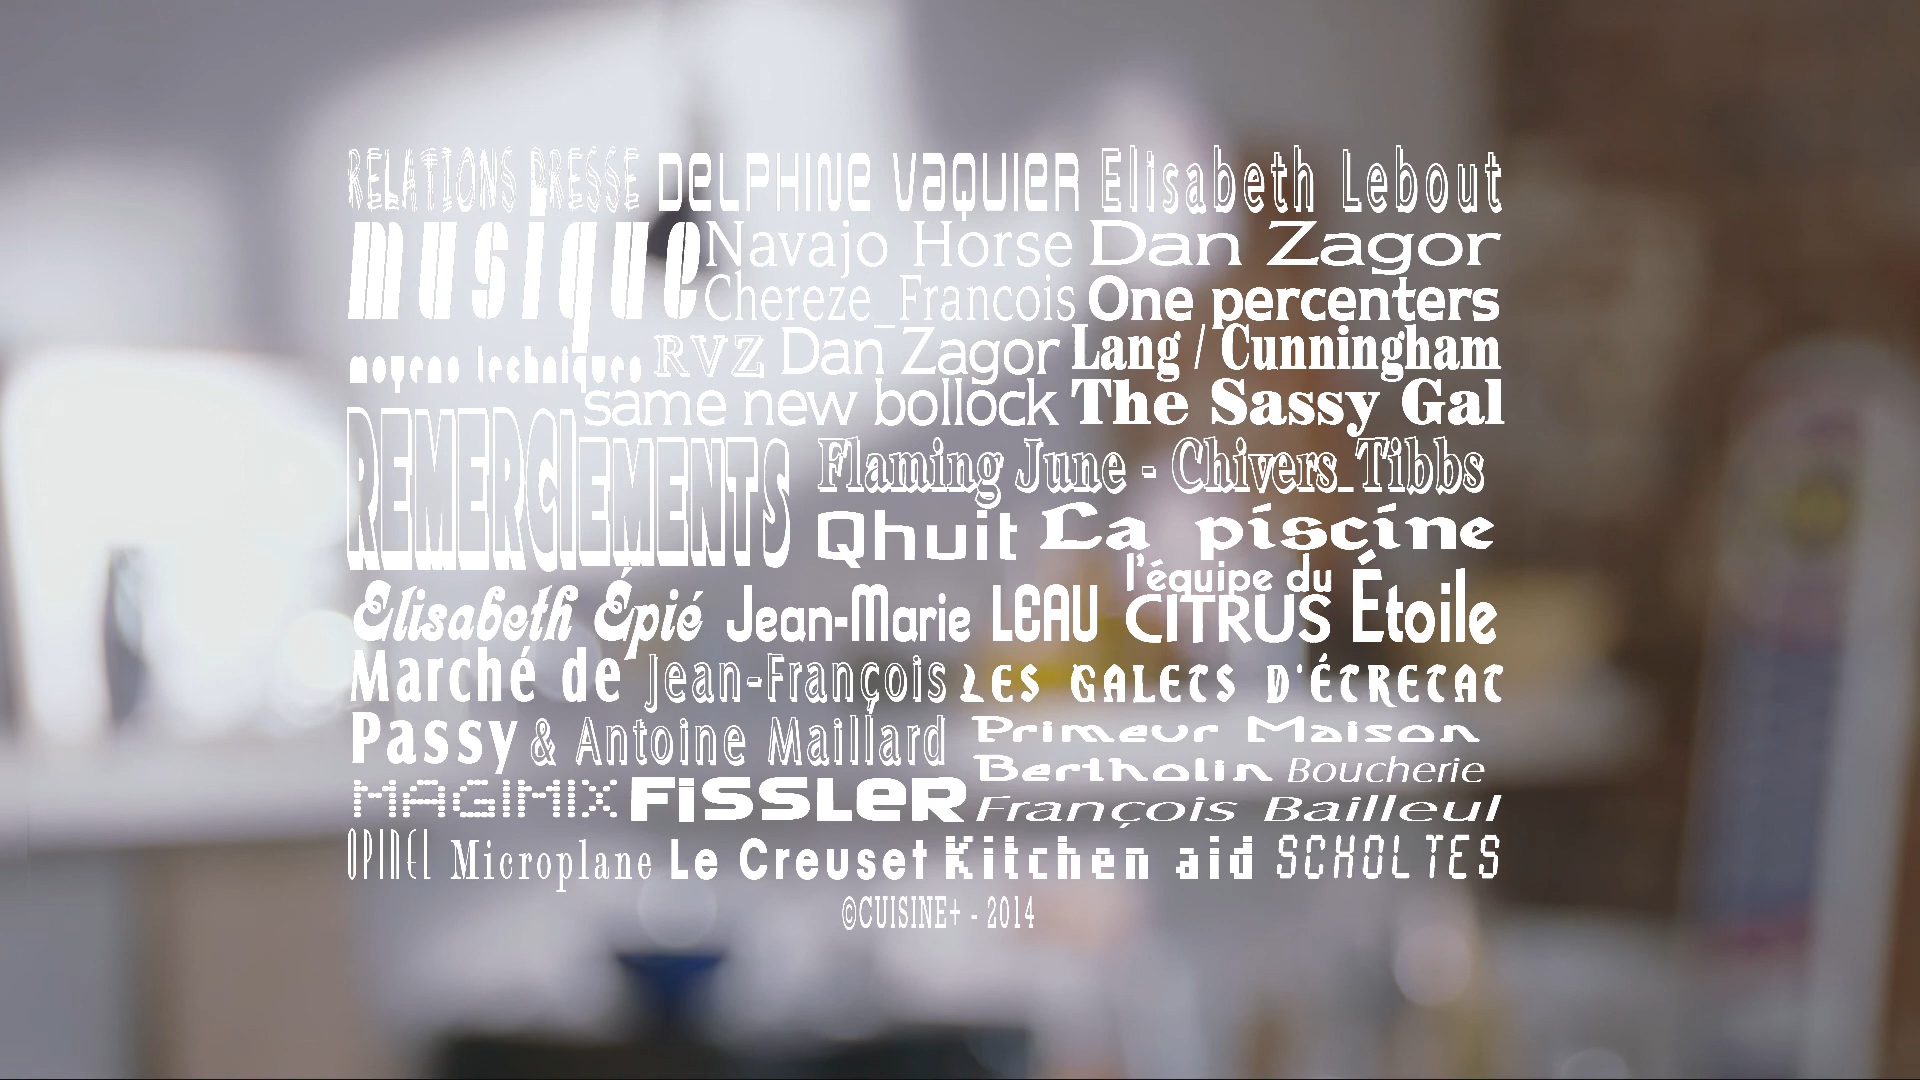 RELATIONS PRESSE DELPHINE VAQUIER Elisabeth Lebout
musique Navajo Horse Dan Zagor
Chereze_Francois One percenters
moyens techniques RVZ Dan Zagor Lang / Cunningham
same new bollock The Sassy Gal
REMERCIEMENTS Flaming June - Chivers_Tibbs
Qhuit La piscine
Elisabeth Épié Jean-Marie LEAU l'équipe du CITRUS Étoile
Marché de Passy Jean-François & Antoine Maillard LES GALETS D'ÉTRETAT
Primeur Maison Bertholin Boucherie François Bailleul
MAGIMIX FISSLER
OPINEL Microplane Le Creuset Kitchen aid SCHOLTES
©CUISINE+ - 2014